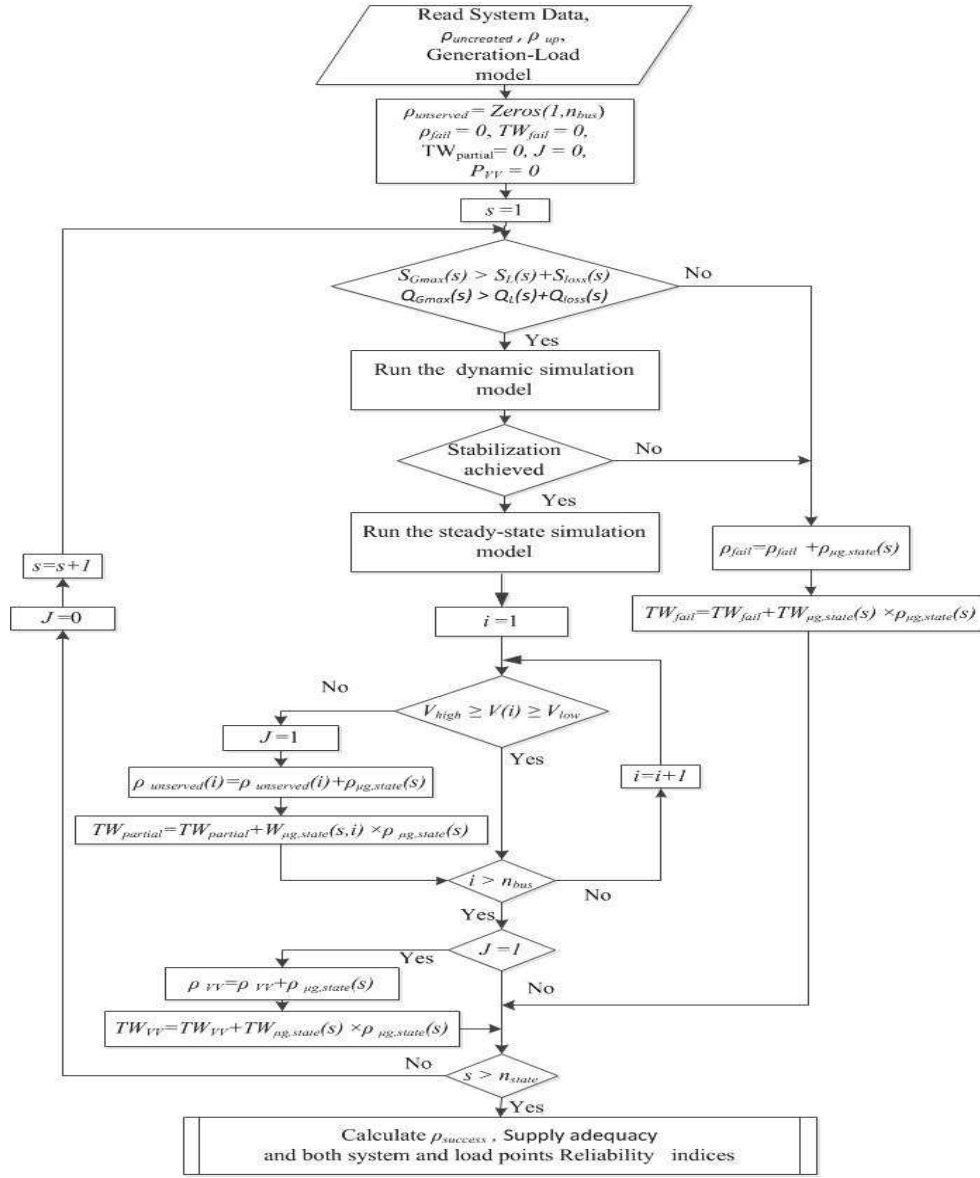 Read System Data,
ρuncreated, ρ up,
Generation-Load
model
ρunserved= Zeros(1,nbus)
ρfail = 0, TWfail = 0,
TWpartial= 0, J = 0,
PVV = 0
s =1
SGmax(s) > SL(s)+Sloss(s)
QGmax(s) > QL(s)+Qloss(s)
No
Yes
Run the dynamic simulation
model
Stabilization
achieved
No
Yes
Run the steady-state simulation
model
ρfail=ρfail +ρμg,state(s)
TWfail=TWfail+TWμg,state(s) ×ρμg,state(s)
s=s+1
J=0
i=1
Vhigh ≥ V(i) ≥ Vlow
No
Yes
J=1
ρ unserved(i)=ρ unserved(i)+ρμg,state(s)
TWpartial=TWpartial+Wμg,state(s,i) ×ρ μg,state(s)
i=i+1
i > nbus
No
Yes
J =1
Yes
No
ρ VV=ρ VV+ρ μg,state(s)
TWVV=TWVV+TWμg,state(s) ×ρ μg,state(s)
s > nstate
No
Yes
Calculate ρsuccess , Supply adequacy
and both system and load points Reliability indices